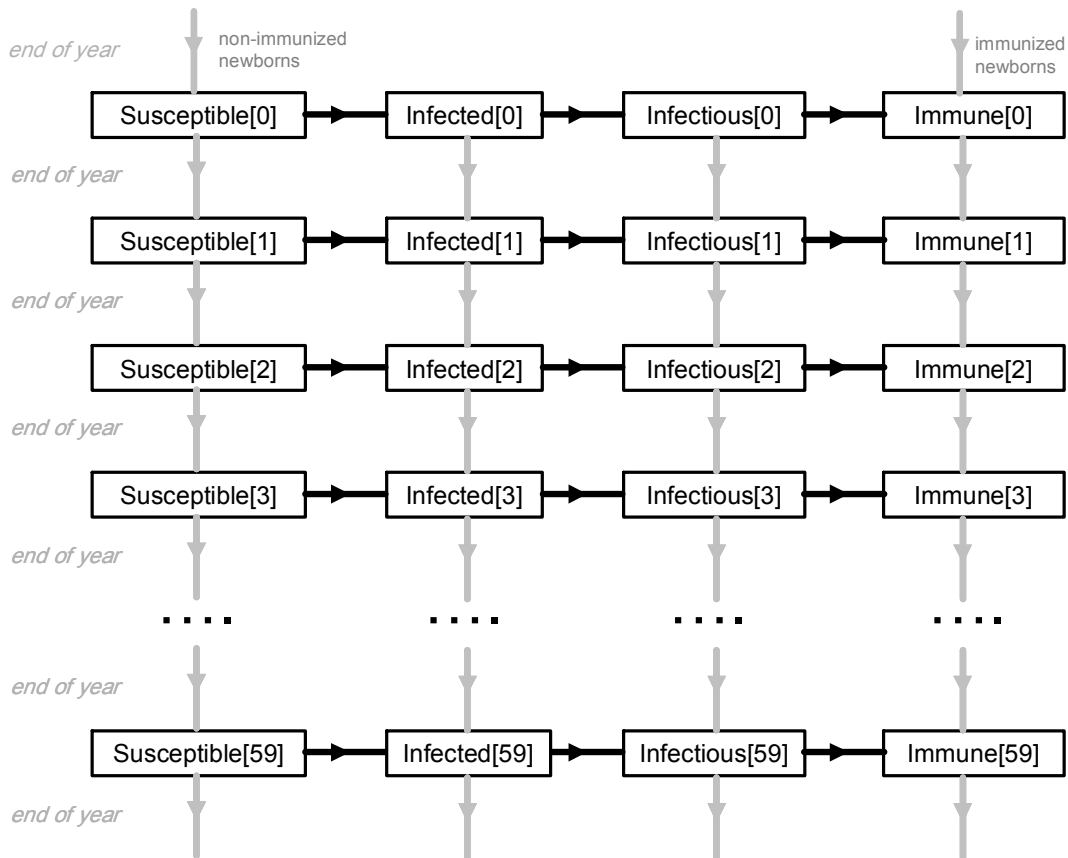 end of year
non-immunized
newborns
immunized
newborns
Susceptible[0] Infected[0] Infectious[0] Immune[0]
end of year
Susceptible[1] Infected[1] Infectious[1] Immune[1]
end of year
Susceptible[2] Infected[2] Infectious[2] Immune[2]
end of year
Susceptible[3] Infected[3] Infectious[3] Immune[3]
end of year
. . . . . . . . . . . . . . . .
end of year
Susceptible[59] Infected[59] Infectious[59] Immune[59]
end of year